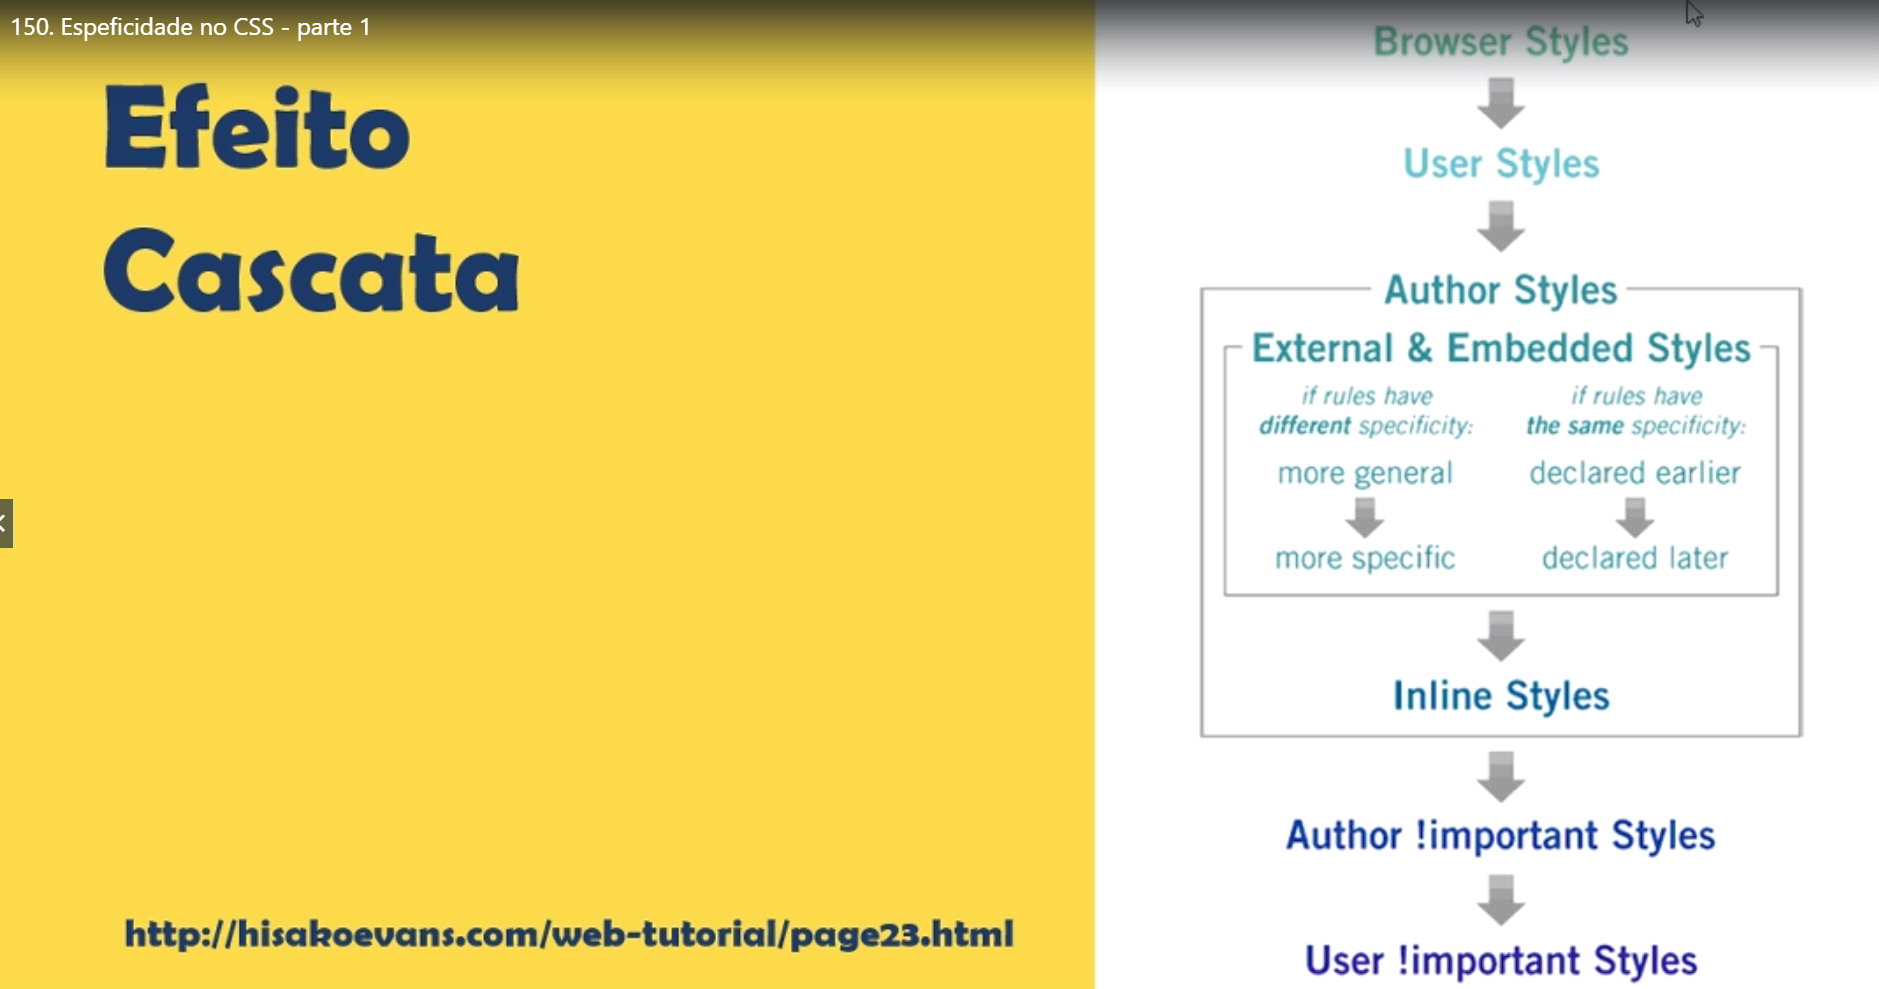 150. Espeficidade no CSS - parte 1
Efeito
Cascata
http://hisakoevans.com/web-tutorial/page23.html
Browser Styles
User Styles
Author Styles
External & Embedded Styles
if rules have
different specificity:
more general
more specific
if rules have
the same specificity:
declared earlier
declared later
Inline Styles
Author !important Styles
User !important Styles